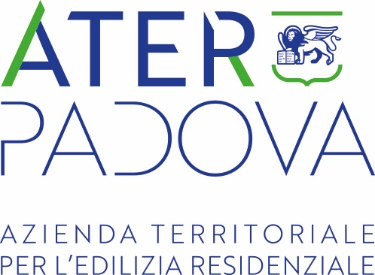 ATER
PADOVA
AZIENDA TERRITORIALE
PER L'EDILIZIA RESIDENZIALE